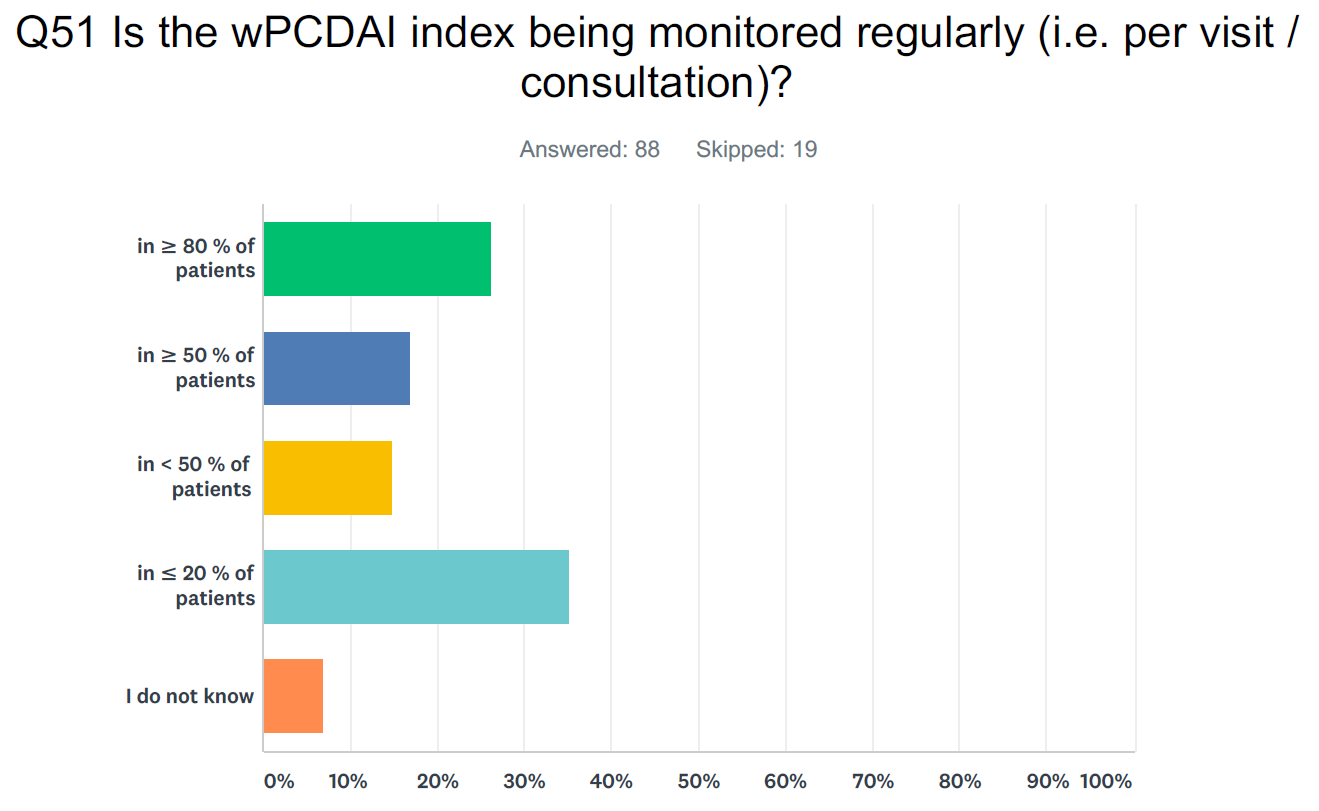 Q51 Is the wPCDAI index being monitored regularly (i.e. per visit /
consultation)?
Answered: 88 Skipped: 19
in ≥ 80 % of
patients
in ≥ 50 % of
patients
in < 50 % of
patients
in ≤ 20 % of
patients
I do not know
0% 10% 20% 30% 40% 50% 60% 70% 80% 90% 100%